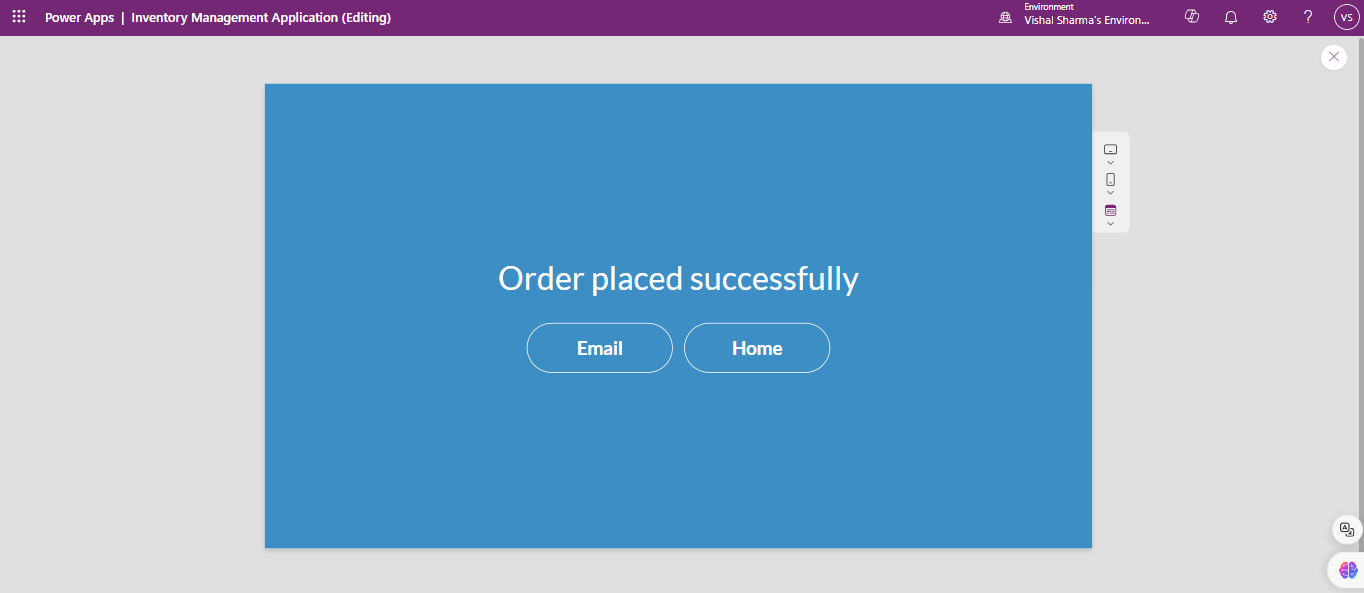 Power Apps | Inventory Management Application (Editing)
Environment
Vishal Sharma's Environ...
VS
Order placed successfully
Email
Home